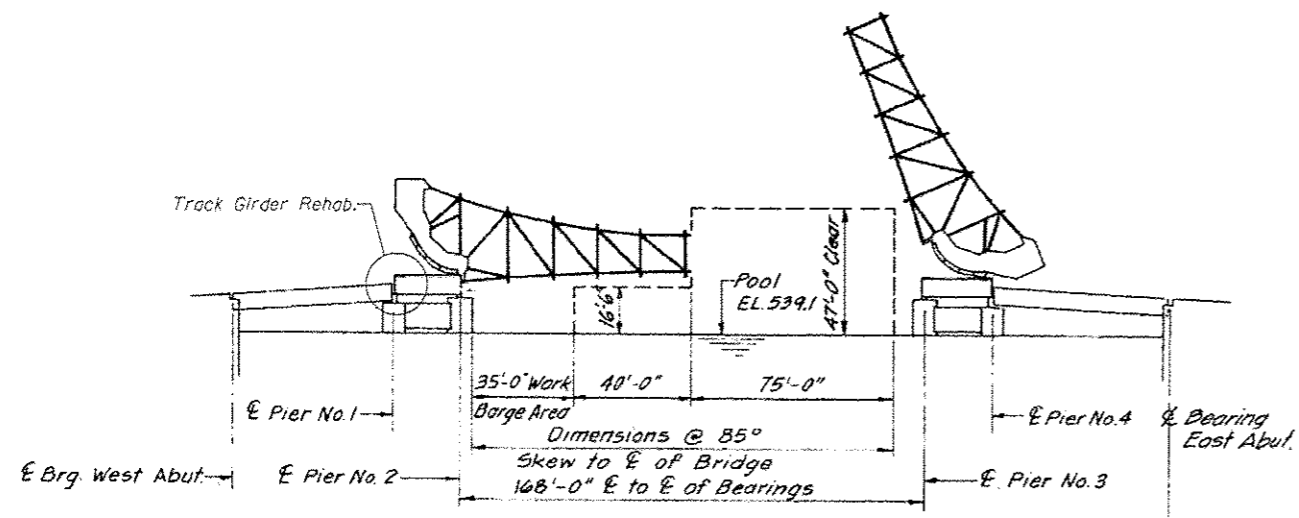 Track Girder Rehab.
47'-0" Clear
Pool
EL.539.1
16'-6"
35'-0" Work
Barge Area
40'-0"
75'-0"
℄ Pier No.1
℄ Pier No.4
℄ Bearing
East Abut.
Dimensions @ 85°
Skew to ℄ of Bridge
℄ Brg. West Abut.
℄ Pier No. 2
168'-0" ℄ to ℄ of Bearings
℄ Pier No.3